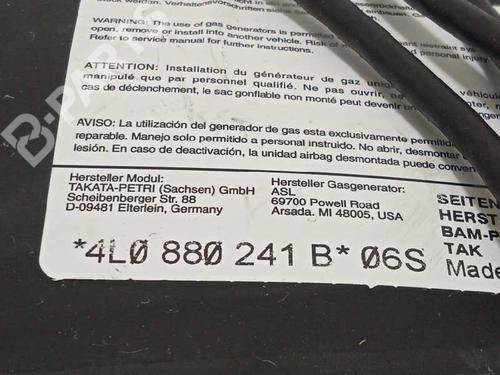 WARNING: The use of gas generators is permitted
open, remove or install into another vehicle. Risk of personal injury.
Refer to service manual for further instructions.
ATTENTION: Installation du générateur de gaz
manipulé que par personnel qualifié. Ne pas ouvrir, véhicule
cas de déclenchement, le sac gonflable non monté peut devenir
AVISO: La utilización del generador de gas esta exclusivamente permitida
reparable. Manejo solo permitido a personal instruido. No abrir, desmontar
lesión. En caso de deactivación, la unidad airbag desmontada puede
Hersteller Modul:
TAKATA-PETRI (Sachsen) GmbH
Scheibenberger Str. 88
D-09481 Elterlein, Germany
Hersteller Gasgenerator:
ASL
69700 Powell Road
Arsada. MI 48005, USA
SEITEN
HERST
BAM-P
TAK
Made
*4L0 880 241 B* 06S
B-PARTS